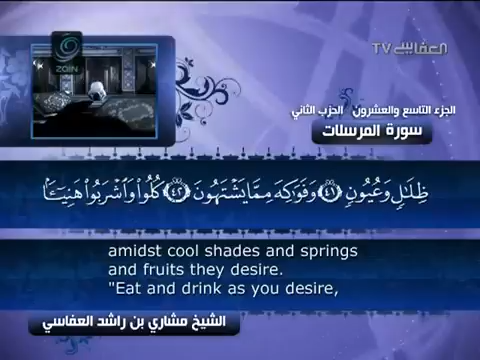 ZOIN
العفاسي TV
الجزء التاسع والعشرون الحزب الثاني
سورة المرسلات
ظِلَـٰلٍ وَعُيُونٍ ٤١ وَفَوَٰكِهَ مِمَّا يَشْتَهُونَ ٤٢ كُلُوا۟ وَٱشْرَبُوا۟ هَنِيٓـًٔۢا
amidst cool shades and springs
and fruits they desire.
"Eat and drink as you desire,
الشيخ مشاري بن راشد العفاسي